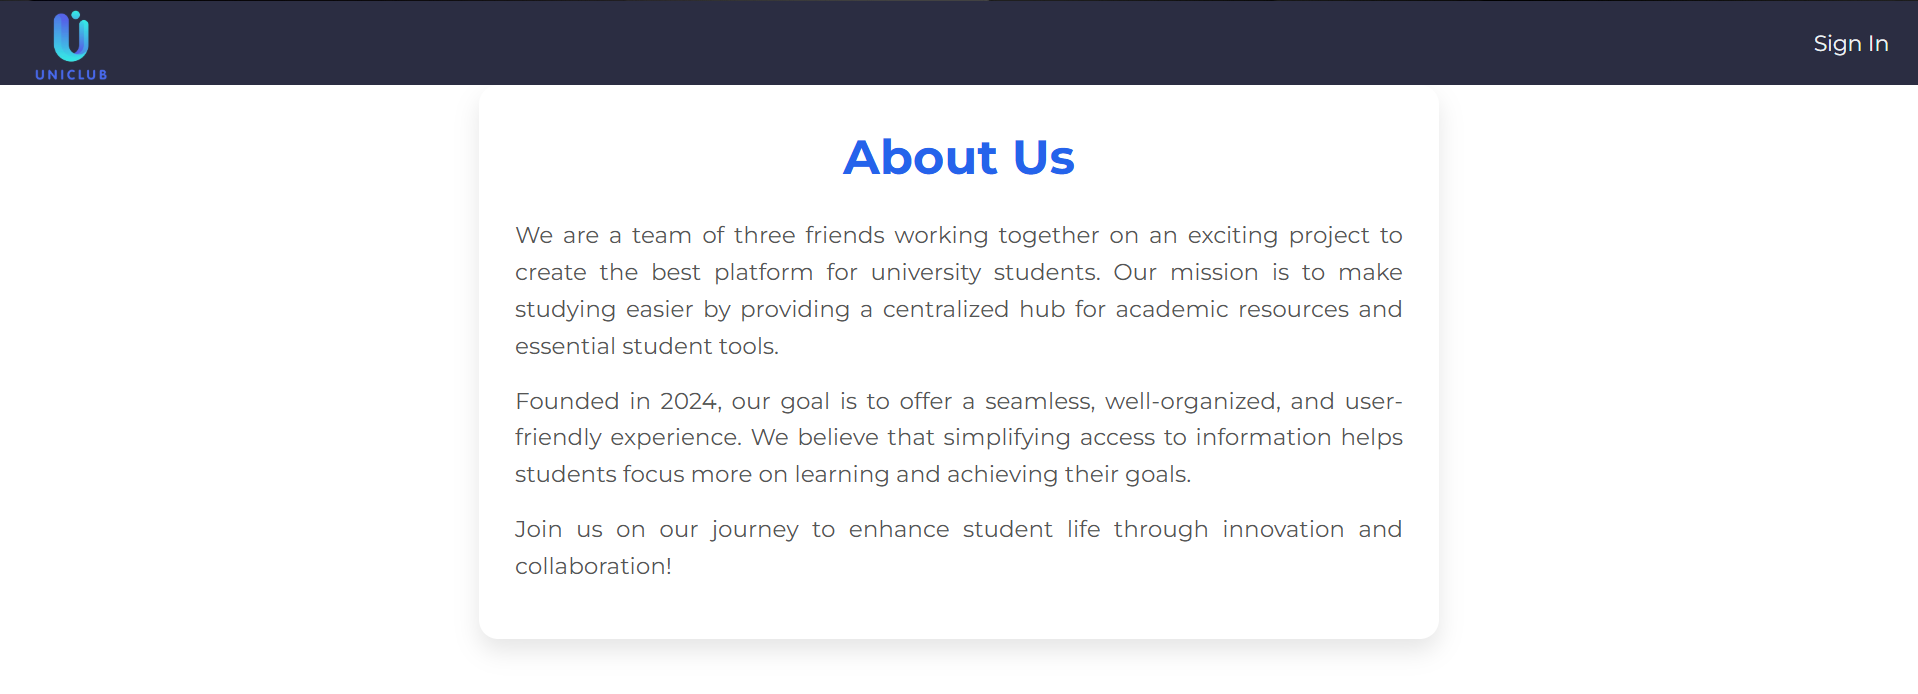 UNICLUB
Sign In
About Us
We are a team of three friends working together on an exciting project to
create the best platform for university students. Our mission is to make
studying easier by providing a centralized hub for academic resources and
essential student tools.
Founded in 2024, our goal is to offer a seamless, well-organized, and user-
friendly experience. We believe that simplifying access to information helps
students focus more on learning and achieving their goals.
Join us on our journey to enhance student life through innovation and
collaboration!